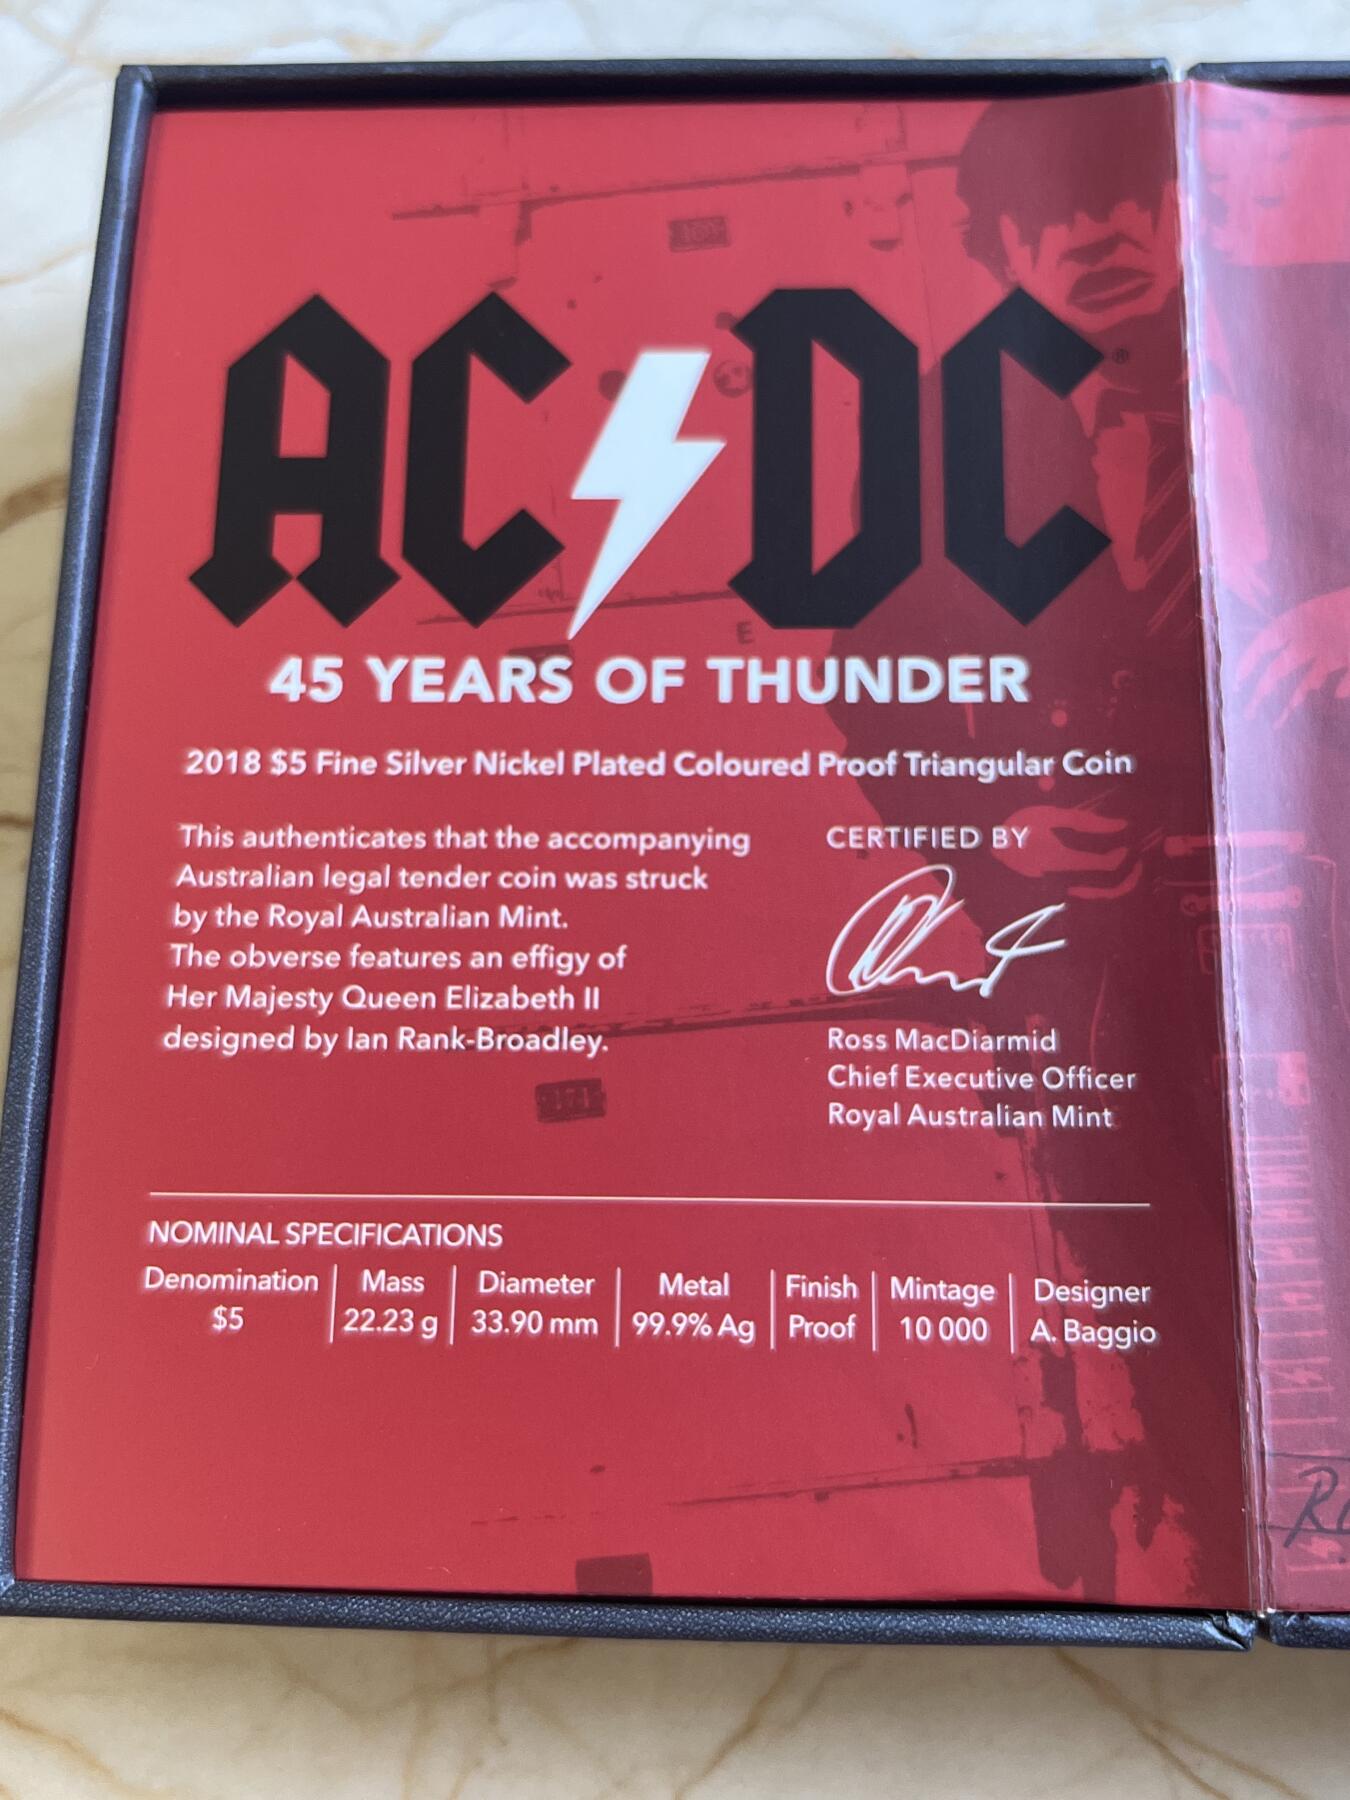 AC⚡DC®
45 YEARS OF THUNDER
2018 $5 Fine Silver Nickel Plated Coloured Proof Triangular Coin
This authenticates that the accompanying
Australian legal tender coin was struck
by the Royal Australian Mint.
The obverse features an effigy of
Her Majesty Queen Elizabeth II
designed by Ian Rank-Broadley.
CERTIFIED BY
Ross MacDiarmid
Chief Executive Officer
Royal Australian Mint
NOMINAL SPECIFICATIONS
Denomination Mass Diameter Metal Finish Mintage Designer
$5 22.23 g 33.90 mm 99.9% Ag Proof 10 000 A. Baggio